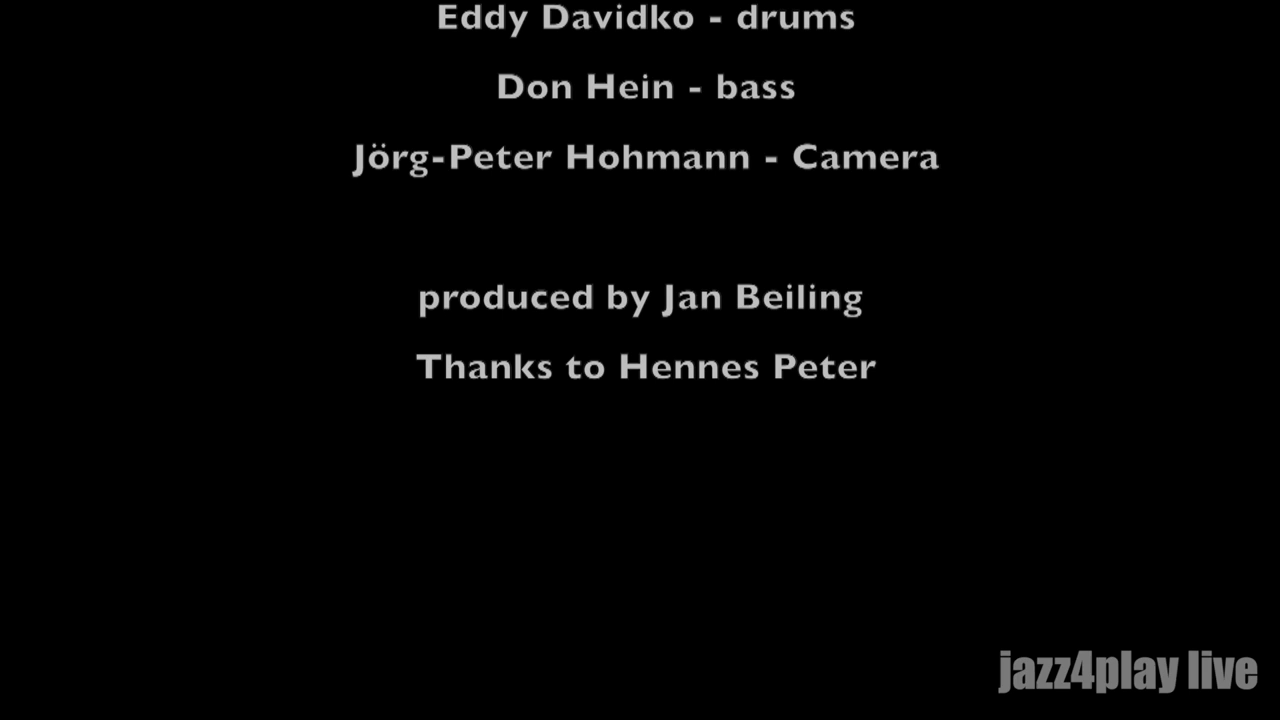 Eddy Davidko - drums
Don Hein - bass
Jörg-Peter Hohmann - Camera
produced by Jan Beiling
Thanks to Hennes Peter
jazz4play live